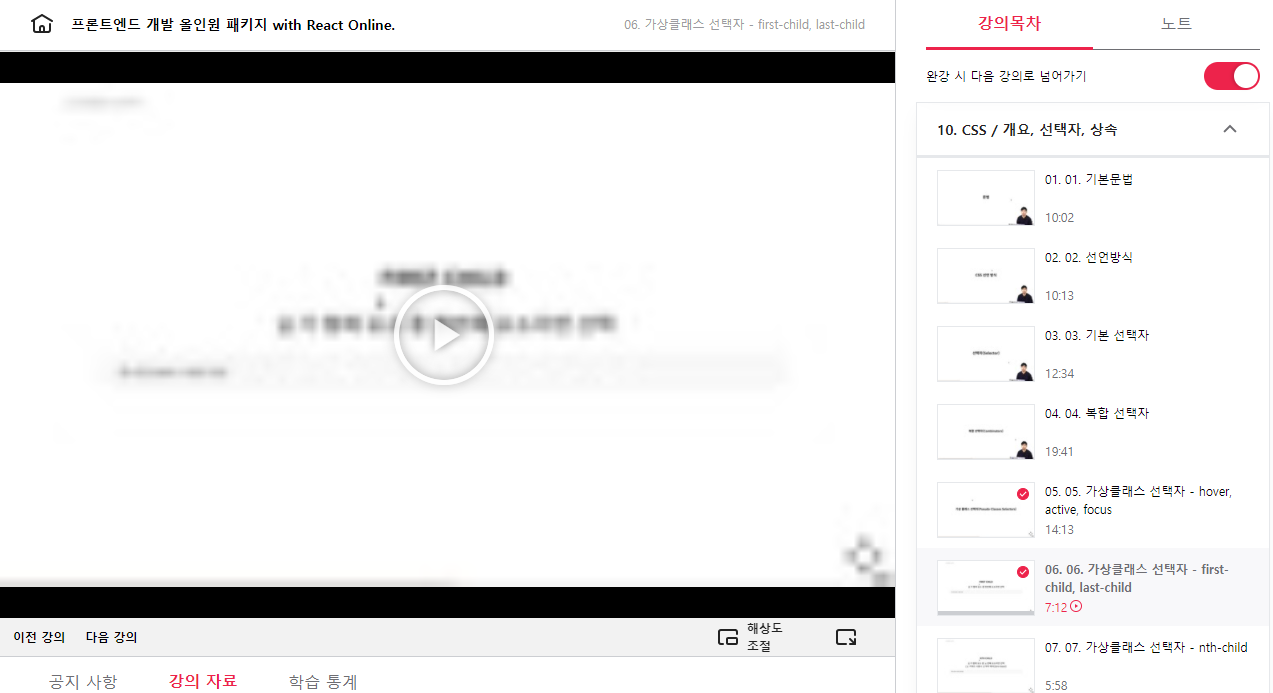 프론트엔드 개발 올인원 패키지 with React Online.
06. 가상클래스 선택자 - first-child, last-child
강의목차
노트
완강 시 다음 강의로 넘어가기
10. CSS / 개요, 선택자, 상속
01. 01. 기본문법
10:02
02. 02. 선언방식
10:13
03. 03. 기본 선택자
12:34
04. 04. 복합 선택자
19:41
05. 05. 가상클래스 선택자 - hover,
active, focus
14:13
06. 06. 가상클래스 선택자 - first-
child, last-child
7:12
07. 07. 가상클래스 선택자 - nth-child
5:58
이전 강의
다음 강의
해상도
조절
공지 사항
강의 자료
학습 통계